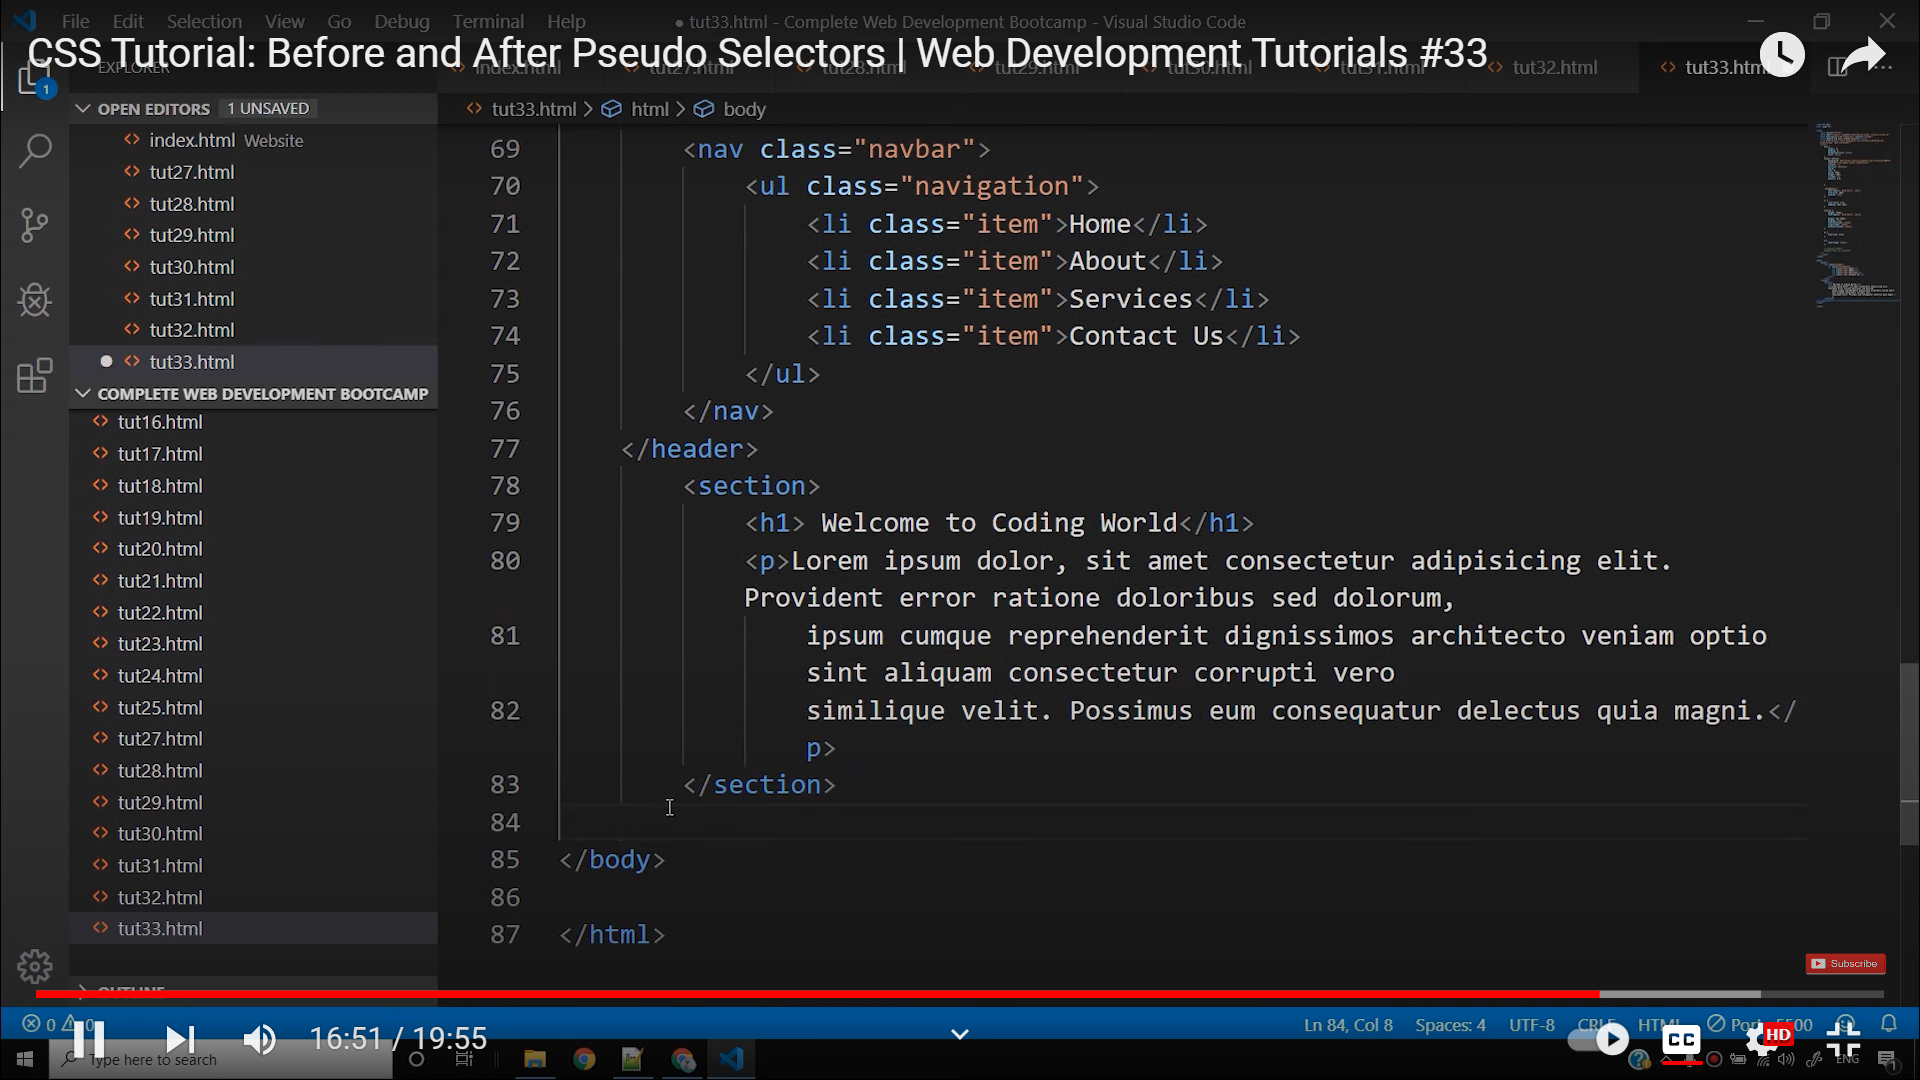 File Edit Selection View Go Debug Terminal Help
● tut33.html - Complete Web Development Bootcamp - Visual Studio Code
CSS Tutorial: Before and After Pseudo Selectors | Web Development Tutorials #33
EXPLORER
index.html tut27.html tut28.html tut29.html tut30.html tut31.html tut32.html tut33.html
1
OPEN EDITORS 1 UNSAVED
index.html Website
tut27.html
tut28.html
tut29.html
tut30.html
tut31.html
tut32.html
tut33.html
COMPLETE WEB DEVELOPMENT BOOTCAMP
tut16.html
tut17.html
tut18.html
tut19.html
tut20.html
tut21.html
tut22.html
tut23.html
tut24.html
tut25.html
tut27.html
tut28.html
tut29.html
tut30.html
tut31.html
tut32.html
tut33.html
OUTLINE
tut33.html > html > body
69 <nav class="navbar">
70 <ul class="navigation">
71 <li class="item">Home</li>
72 <li class="item">About</li>
73 <li class="item">Services</li>
74 <li class="item">Contact Us</li>
75 </ul>
76 </nav>
77 </header>
78 <section>
79 <h1> Welcome to Coding World</h1>
80 <p>Lorem ipsum dolor, sit amet consectetur adipisicing elit.
Provident error ratione doloribus sed dolorum,
81 ipsum cumque reprehenderit dignissimos architecto veniam optio
sint aliquam consectetur corrupti vero
82 similique velit. Possimus eum consequatur delectus quia magni.</
p>
83 </section>
84
85 </body>
86
87 </html>
Subscribe
0 0
16:51 / 19:55
Ln 84, Col 8 Spaces: 4 UTF-8 CRLF HTML
CC HD
Type here to search
ENG
1